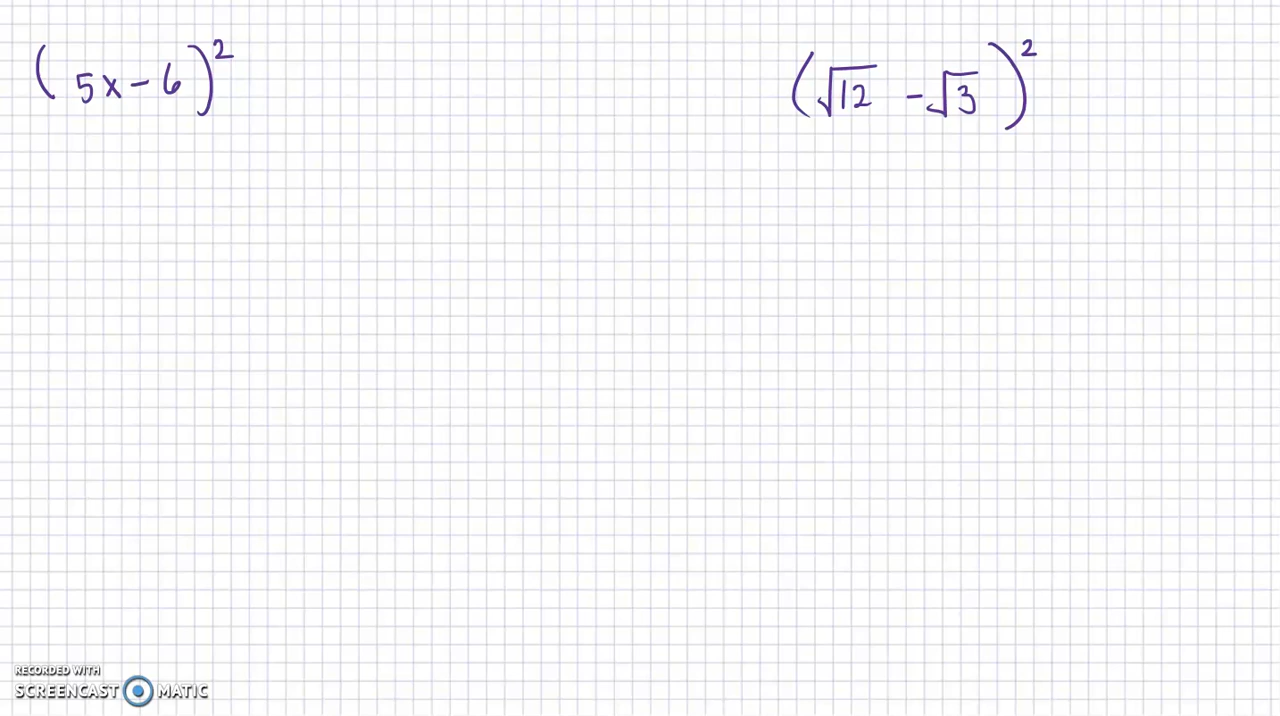 (5x-6)²
(√12 -√3)²
RECORDED WITH
SCREENCAST MATIC